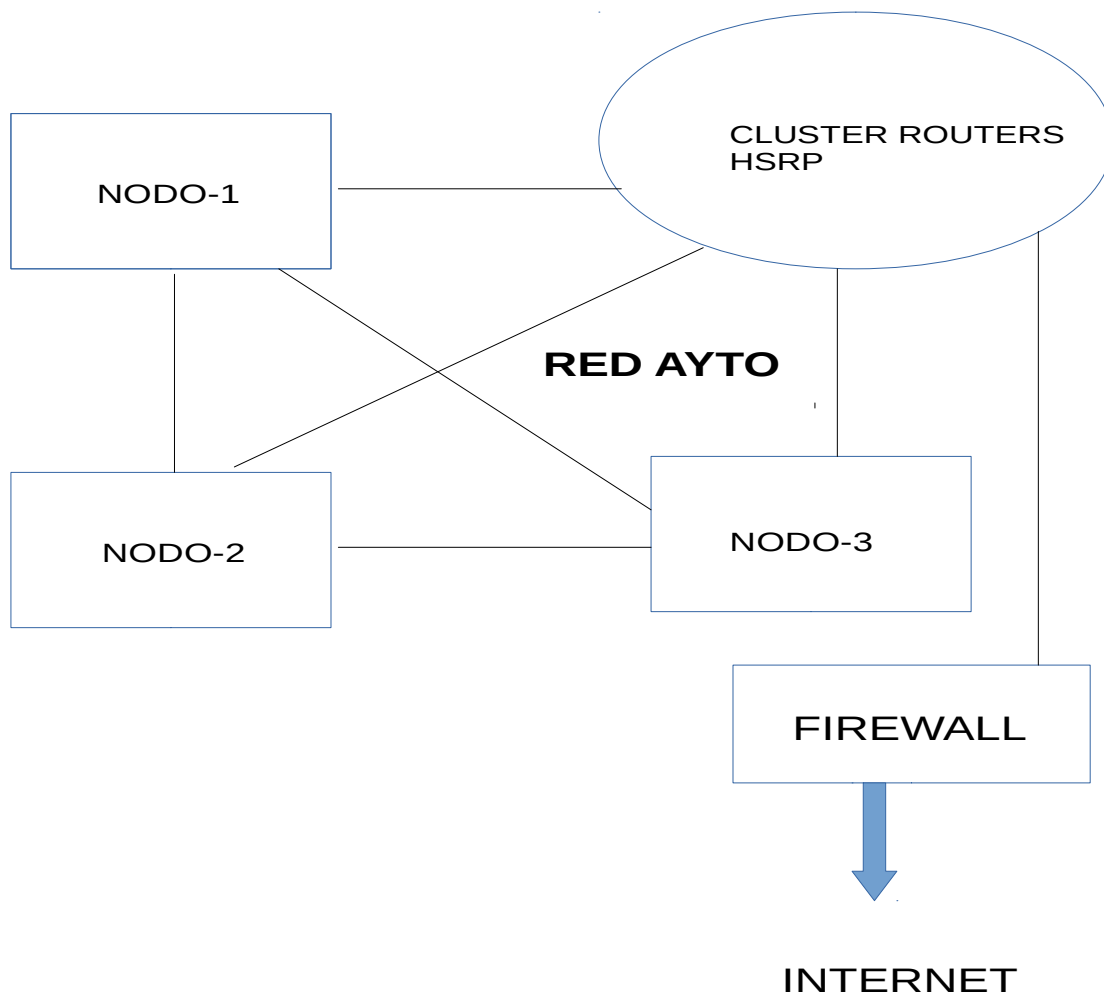 CLUSTER ROUTERS
HSRP
NODO-1
RED AYTO
NODO-2
NODO-3
FIREWALL
INTERNET